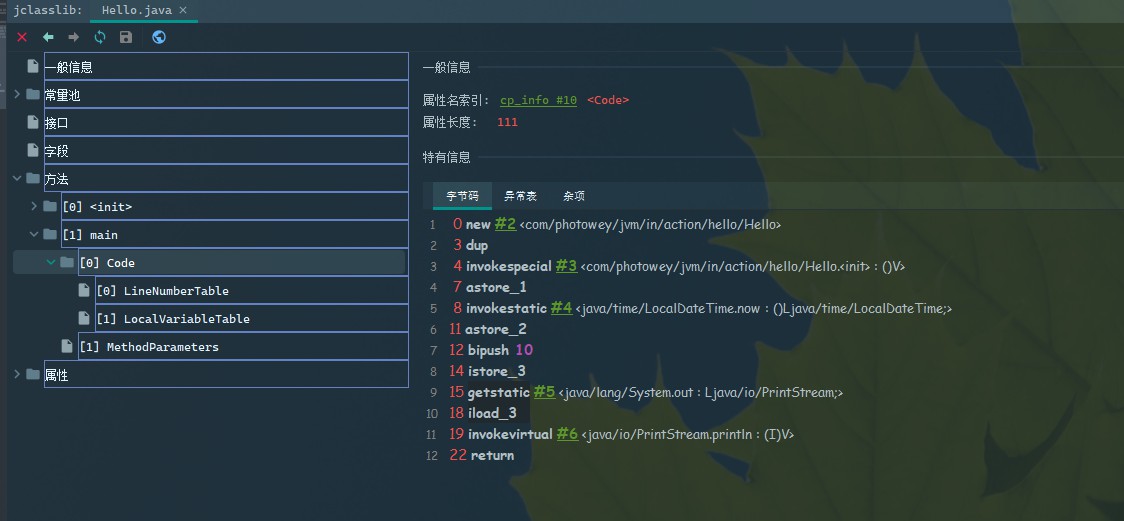 jclasslib: Hello.java ×
一般信息
常量池
接口
字段
方法
[0] <init>
[1] main
[0] Code
[0] LineNumberTable
[1] LocalVariableTable
[1] MethodParameters
属性
一般信息
属性名索引: cp_info #10 <Code>
属性长度: 111
特有信息
字节码 异常表 杂项
1 0 new #2 <com/photowey/jvm/in/action/hello/Hello>
2 3 dup
3 4 invokespecial #3 <com/photowey/jvm/in/action/hello/Hello.<init> : ()V>
4 7 astore_1
5 8 invokestatic #4 <java/time/LocalDateTime.now : ()Ljava/time/LocalDateTime;>
6 11 astore_2
7 12 bipush 10
8 14 istore_3
9 15 getstatic #5 <java/lang/System.out : Ljava/io/PrintStream;>
10 18 iload_3
11 19 invokevirtual #6 <java/io/PrintStream.println : (I)V>
12 22 return